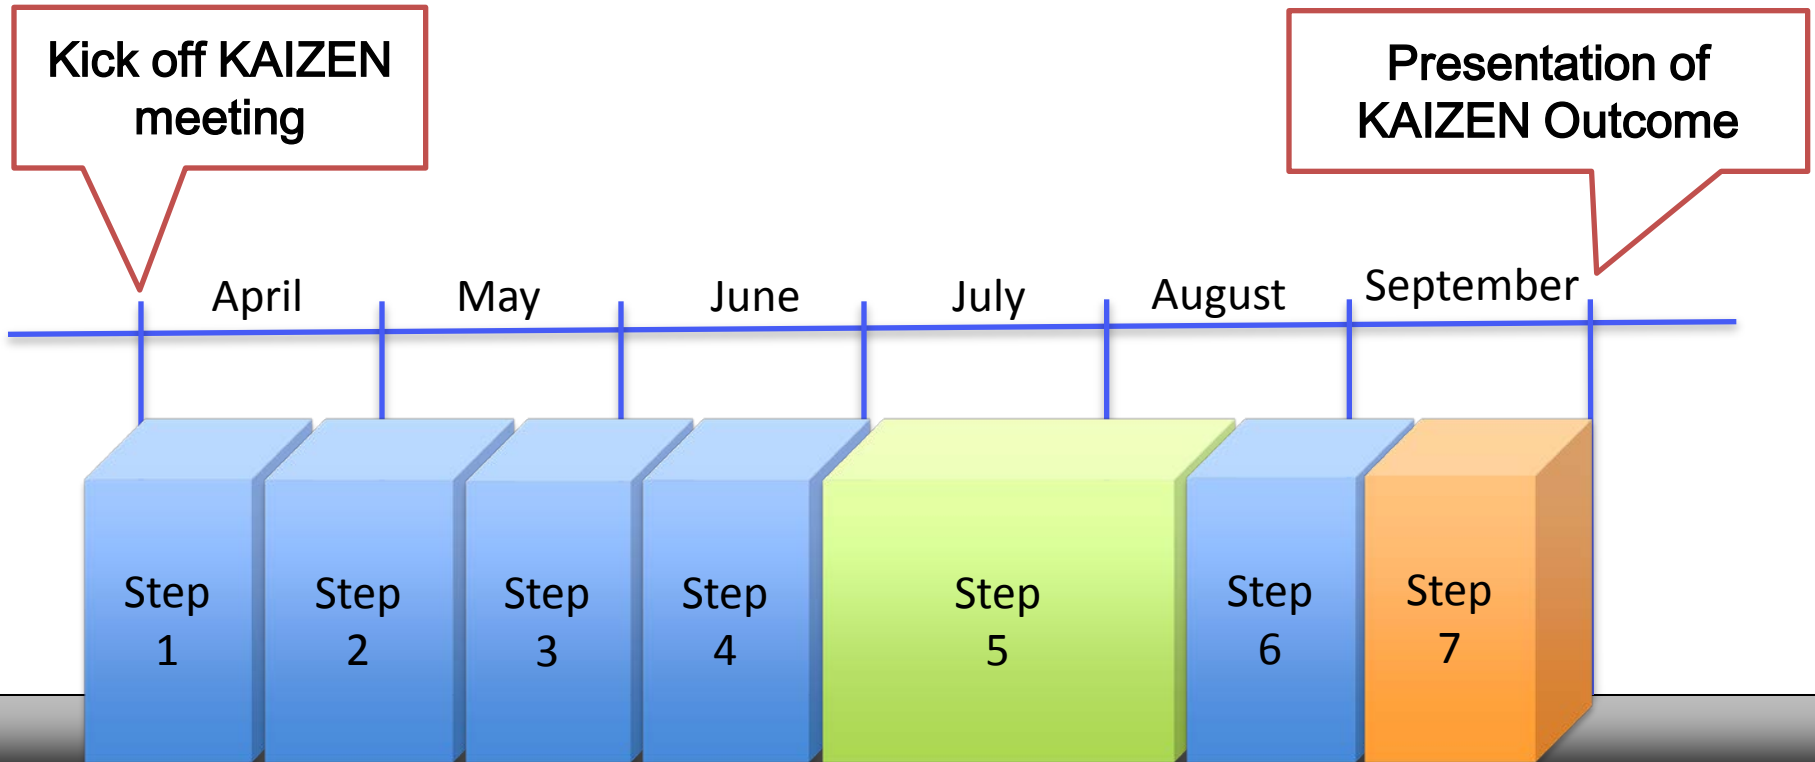 Kick off KAIZEN
meeting
Presentation of
KAIZEN Outcome
April
May
June
July
August
September
Step
1
Step
2
Step
3
Step
4
Step
5
Step
6
Step
7